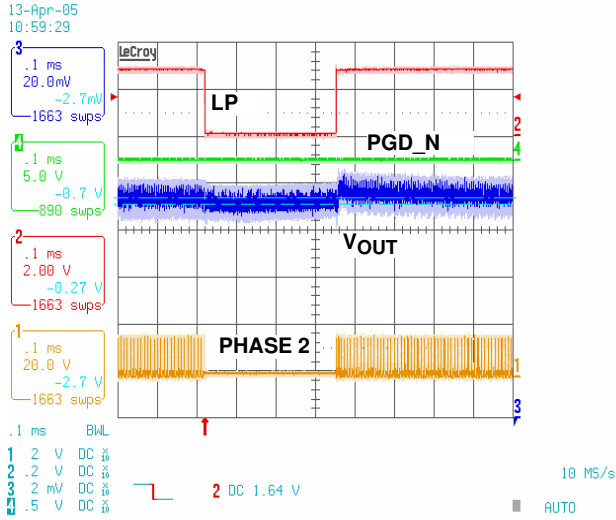 13-Apr-05
10:59:29
LeCroy
3
.1 ms
20.0mV
-2.7mV
1663 swps
4
.1 ms
5.0 V
-0.7 V
890 swps
2
.1 ms
2.00 V
-0.27 V
1663 swps
1
.1 ms
20.0 V
-2.7 V
1663 swps
LP
2
PGD_N
4
VOUT
PHASE 2
1
3
.1 ms BWL
1 2 V DC X10
2 .2 V DC X10
3 2 mV DC X10
4 .5 V DC X10
2 DC 1.64 V
10 MS/s
AUTO